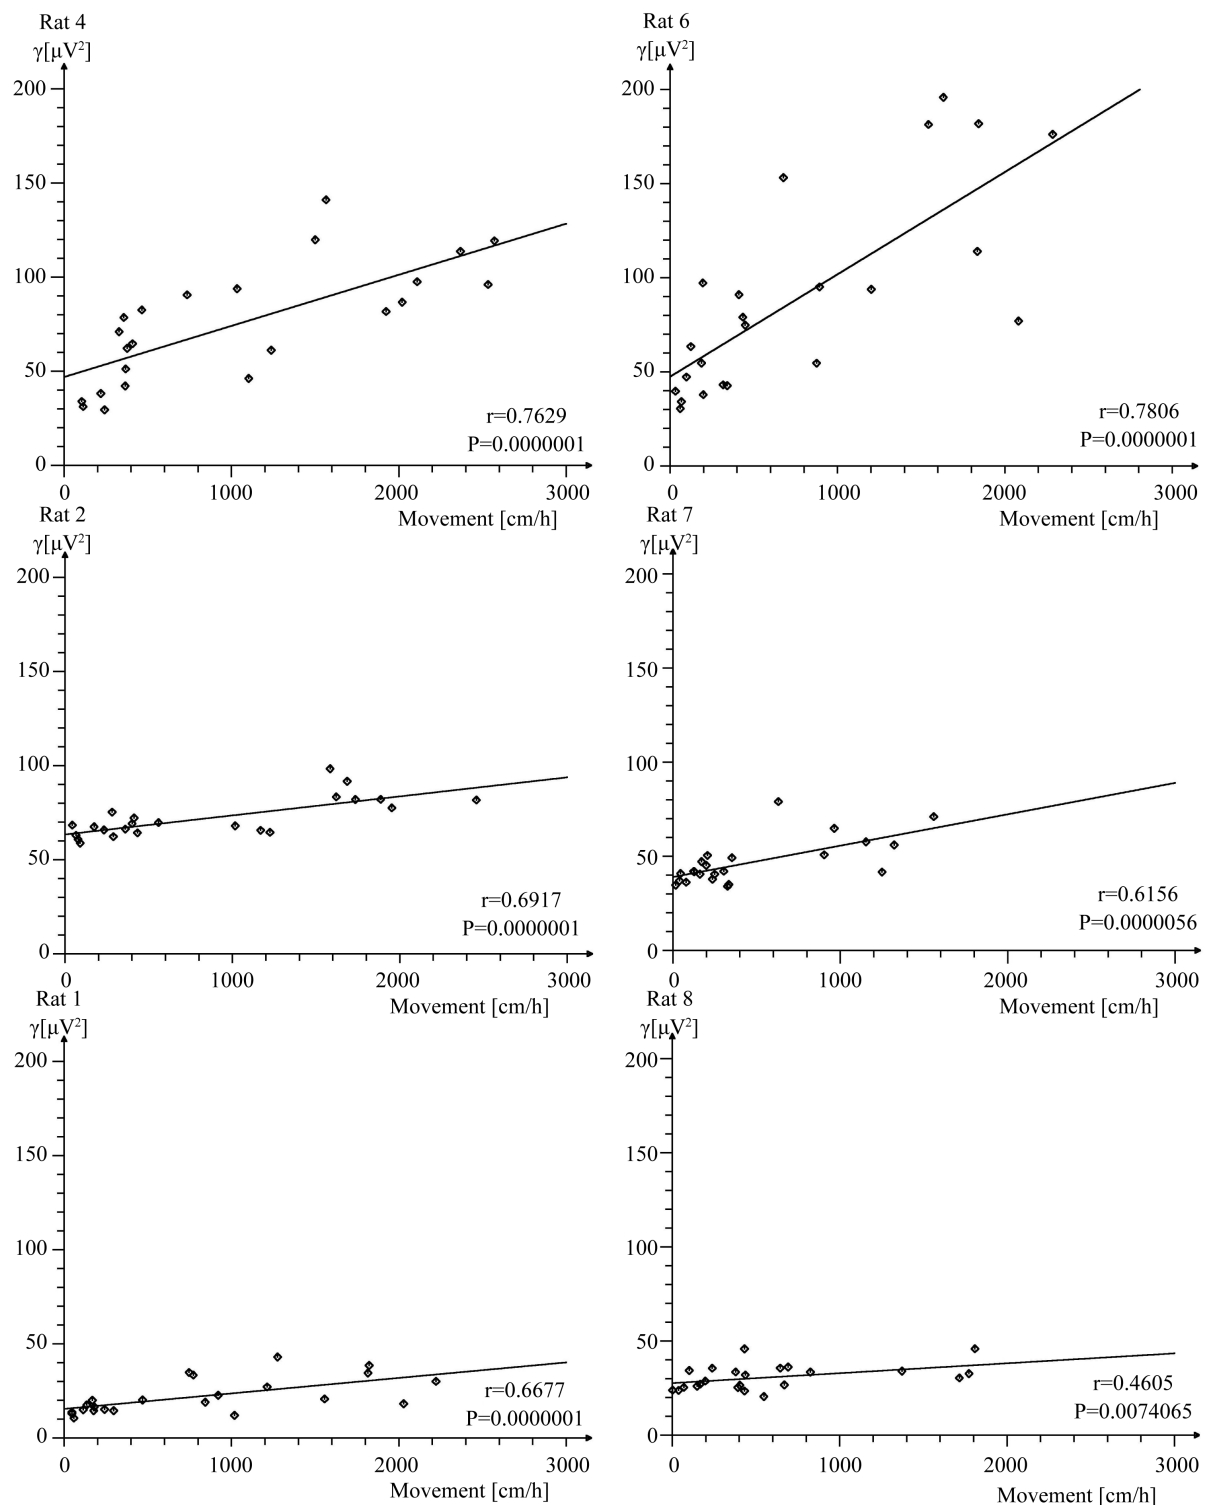 Rat 4
γ[μV²]
200
150
100
50
0
r=0.7629
P=0.0000001
0 1000 2000 3000
Movement [cm/h]
Rat 6
γ[μV²]
200
150
100
50
0
r=0.7806
P=0.0000001
0 1000 2000 3000
Movement [cm/h]
Rat 2
γ[μV²]
200
150
100
50
0
r=0.6917
P=0.0000001
0 1000 2000 3000
Movement [cm/h]
Rat 7
γ[μV²]
200
150
100
50
0
r=0.6156
P=0.0000056
0 1000 2000 3000
Movement [cm/h]
Rat 1
γ[μV²]
200
150
100
50
0
r=0.6677
P=0.0000001
0 1000 2000 3000
Movement [cm/h]
Rat 8
γ[μV²]
200
150
100
50
0
r=0.4605
P=0.0074065
0 1000 2000 3000
Movement [cm/h]